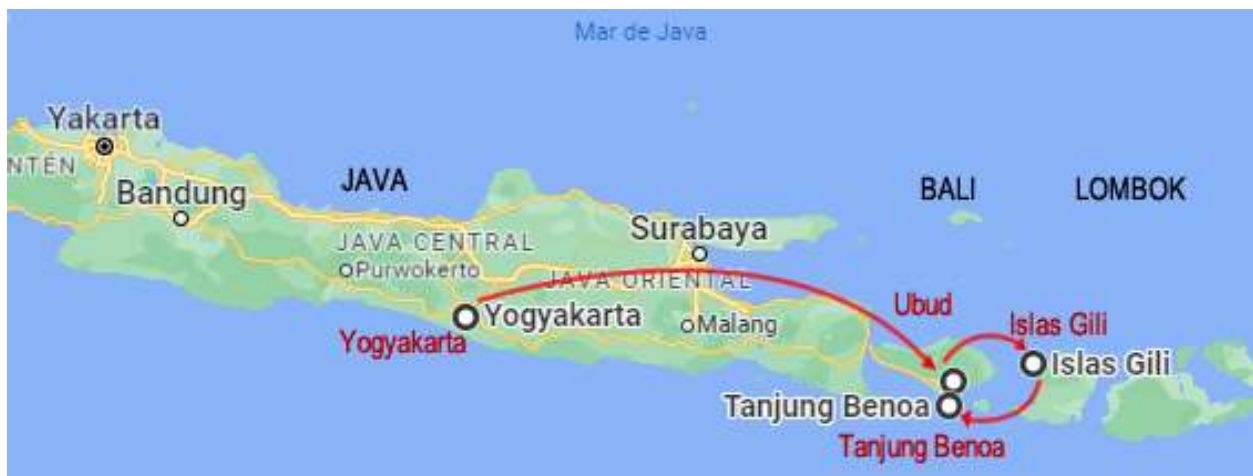 Mar de Java
Yakarta
NTÉN
Bandung
JAVA
BALI
LOMBOK
JAVA CENTRAL
Purwokerto
Surabaya
JAVA ORIENTAL
Yogyakarta
Yogyakarta
Malang
Ubud
Islas Gili
Islas Gili
Tanjung Benoa
Tanjung Benoa